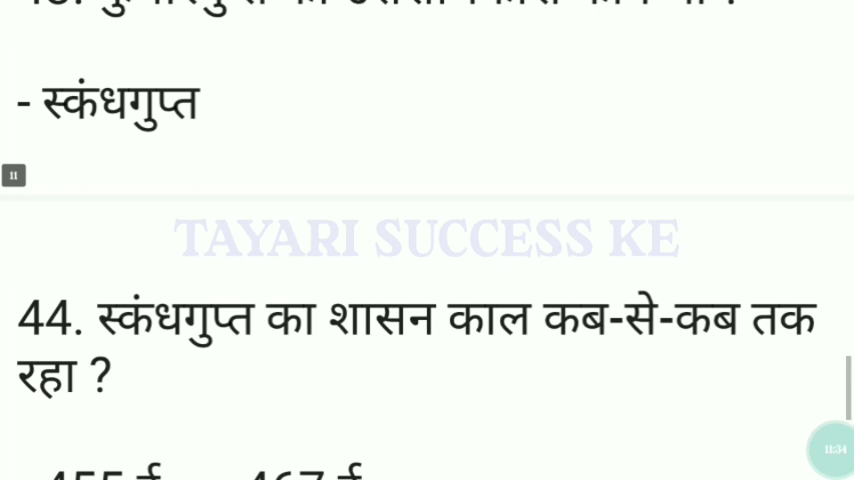 - स्कंधगुप्त
11
TAYARI SUCCESS KE
44. स्कंधगुप्त का शासन काल कब-से-कब तक
रहा ?
11:34